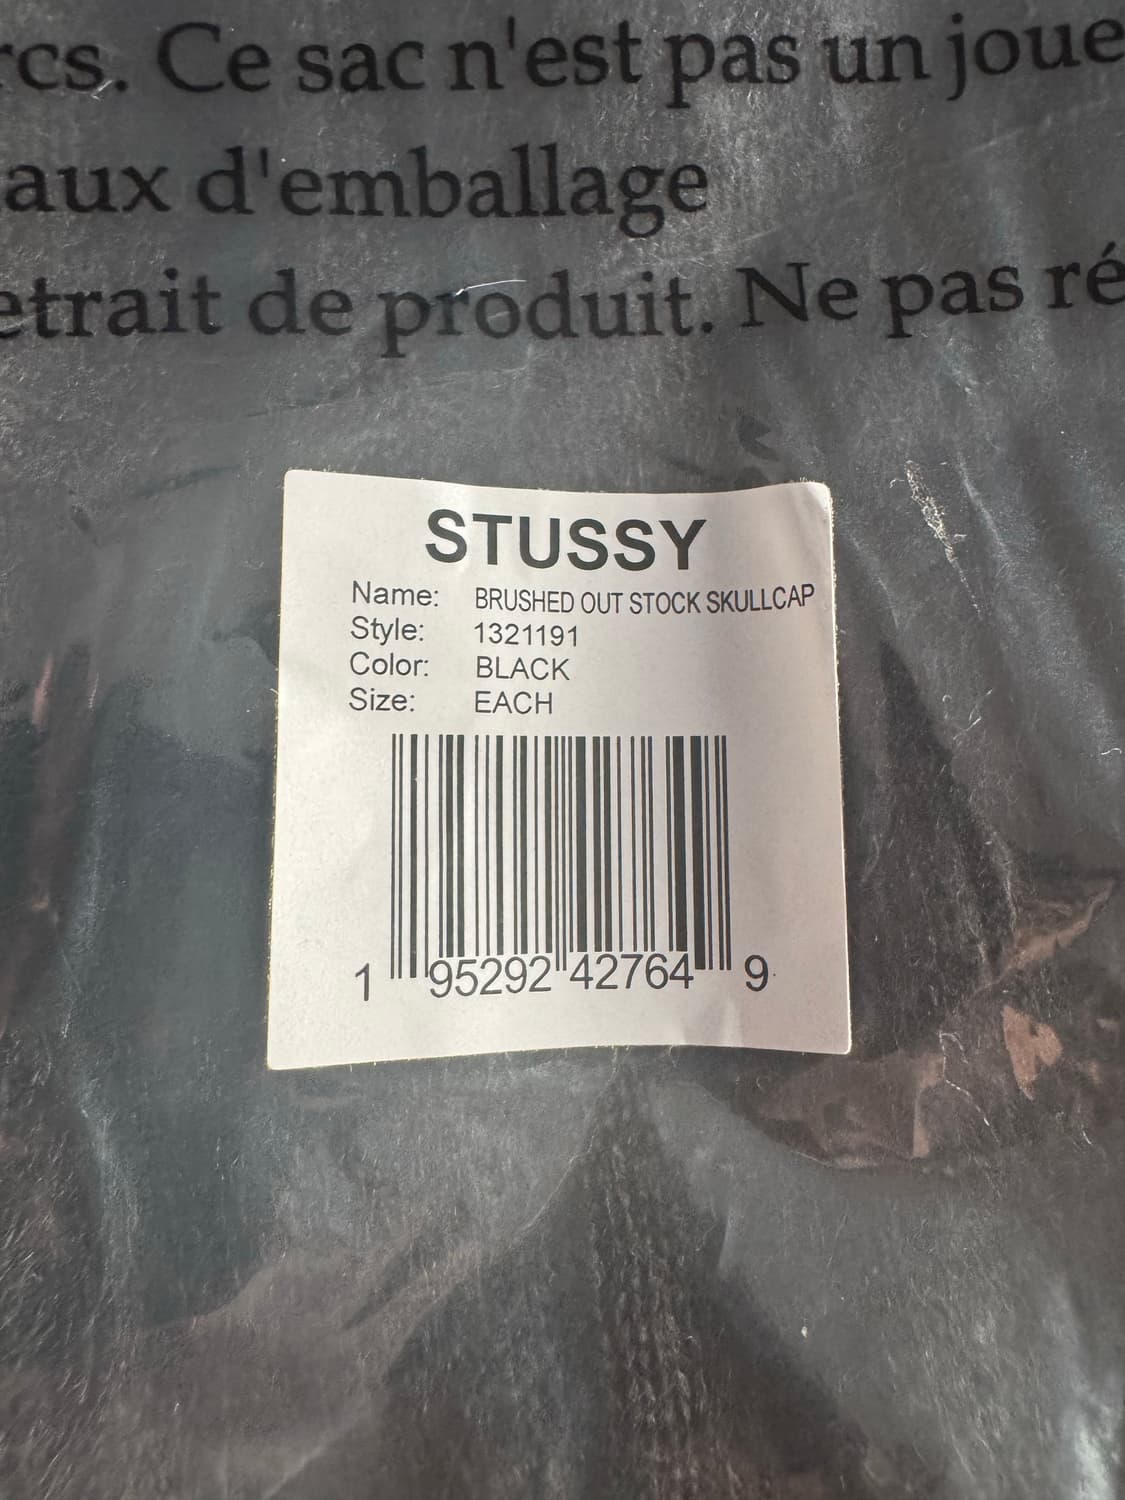 rcs. Ce sac n'est pas un joue
aux d'emballage
etrait de produit. Ne pas ré
STUSSY
Name: BRUSHED OUT STOCK SKULLCAP
Style: 1321191
Color: BLACK
Size: EACH
1 95292 42764 9